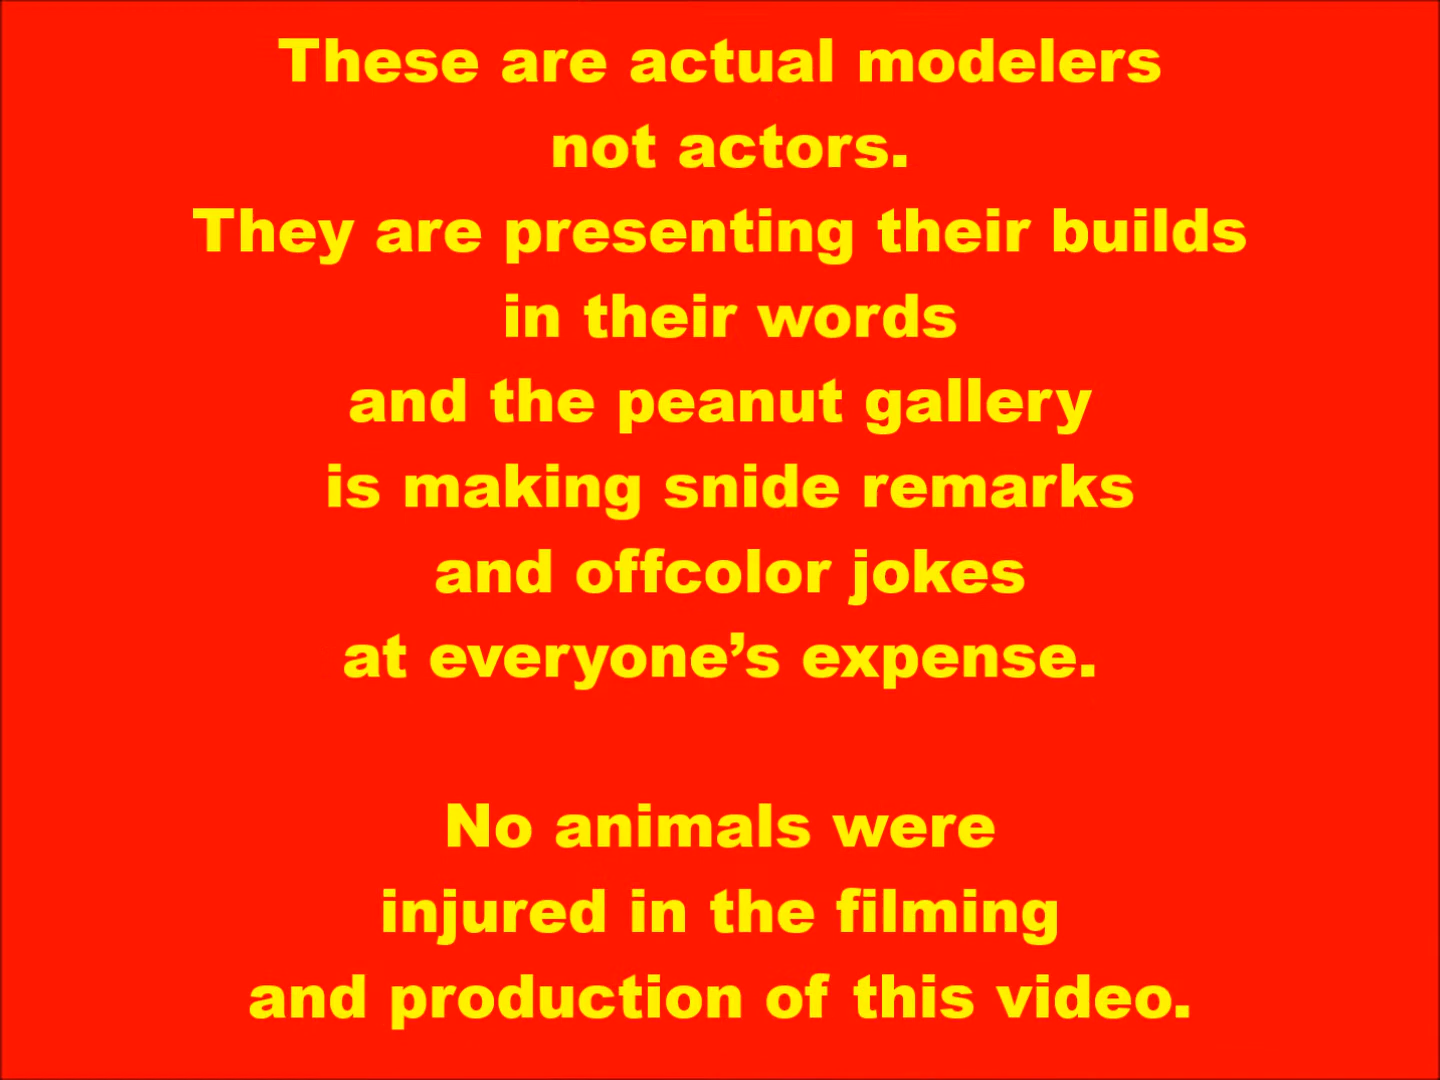 These are actual modelers
not actors.
They are presenting their builds
in their words
and the peanut gallery
is making snide remarks
and offcolor jokes
at everyone’s expense.
No animals were
injured in the filming
and production of this video.